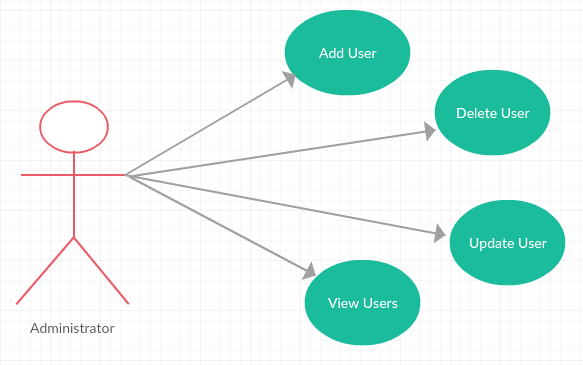 Add User
Delete User
Update User
View Users
Administrator